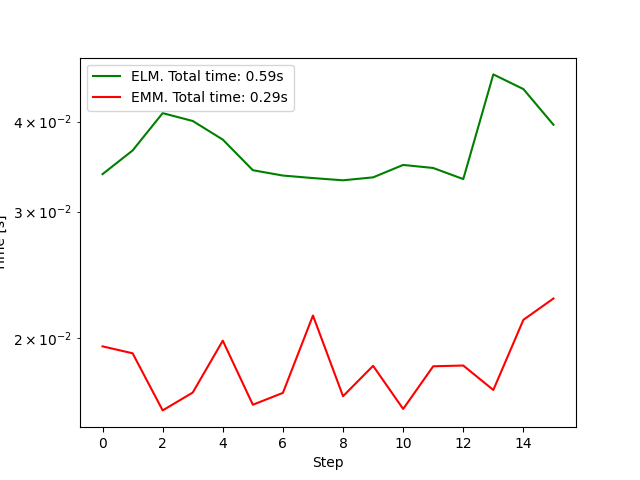 ELM. Total time: 0.59s
EMM. Total time: 0.29s
4 × 10⁻²
3 × 10⁻²
2 × 10⁻²
0 2 4 6 8 10 12 14
Step